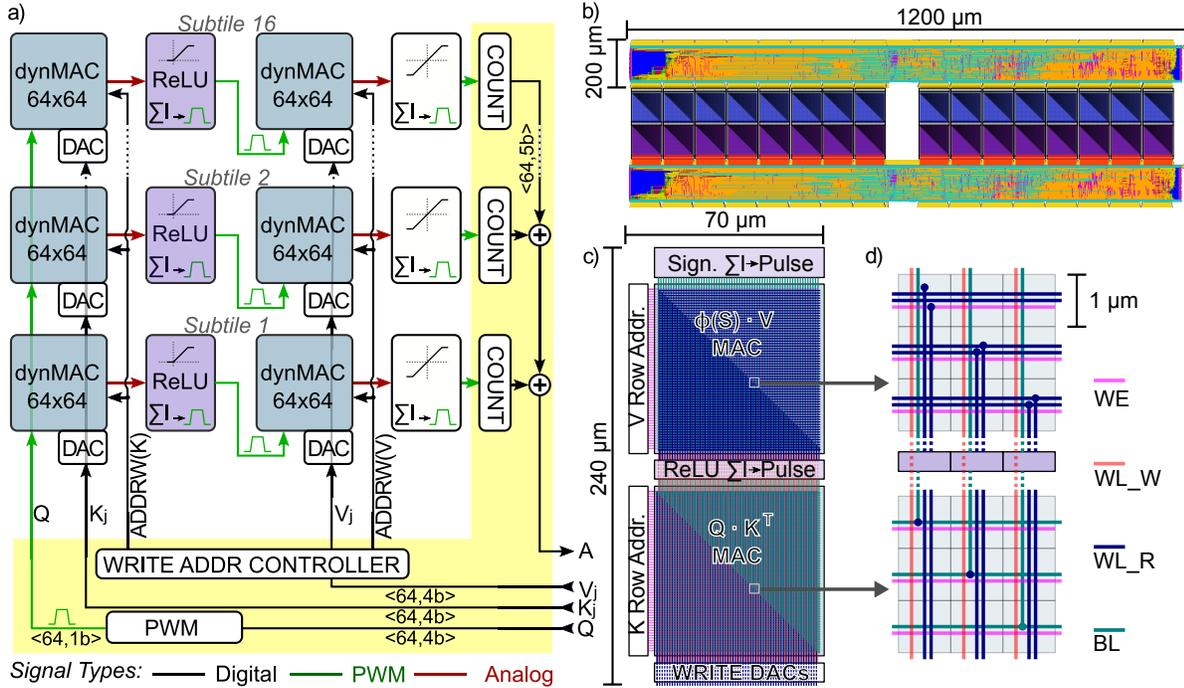 a)
Subtile 16
dynMAC
64x64
ReLU
∑I→
dynMAC
64x64
∑I→
COUNT
DAC
DAC
<64,5b>
Subtile 2
dynMAC
64x64
ReLU
∑I→
dynMAC
64x64
∑I→
COUNT
+
DAC
DAC
Subtile 1
dynMAC
64x64
ReLU
∑I→
dynMAC
64x64
∑I→
COUNT
+
DAC
DAC
Q
Kj
ADDRW(K)
Vj
ADDRW(V)
A
WRITE ADDR CONTROLLER
Vj:
<64,4b>
Kj:
<64,4b>
PWM
Q
<64,1b>
<64,4b>
Signal Types:
Digital
PWM
Analog
b)
1200 µm
200 µm
70 µm
c)
Sign. ∑I→Pulse
V Row Addr.
ϕ(S) · V
MAC
240 µm
ReLU ∑I→Pulse
K Row Addr.
Q · K^T
MAC
WRITE DACs
d)
1 µm
WE
WL_W
WL_R
BL